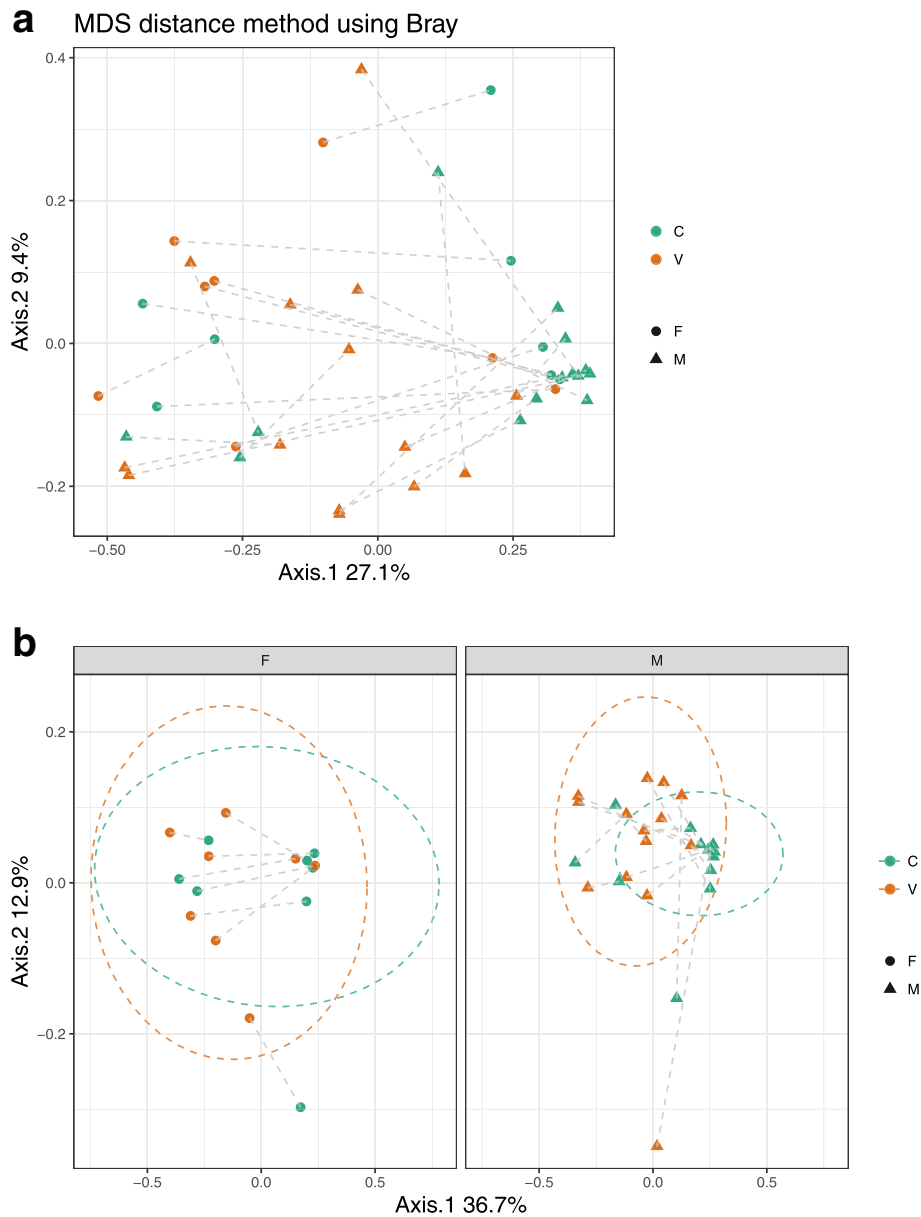 a
MDS distance method using Bray
0.4
0.2
0.0
−0.2
Axis.2 9.4%
−0.50
−0.25
0.00
0.25
Axis.1 27.1%
C
V
F
M
b
F
M
0.2
0.0
−0.2
Axis.2 12.9%
−0.5
0.0
0.5
−0.5
0.0
0.5
Axis.1 36.7%
C
V
F
M